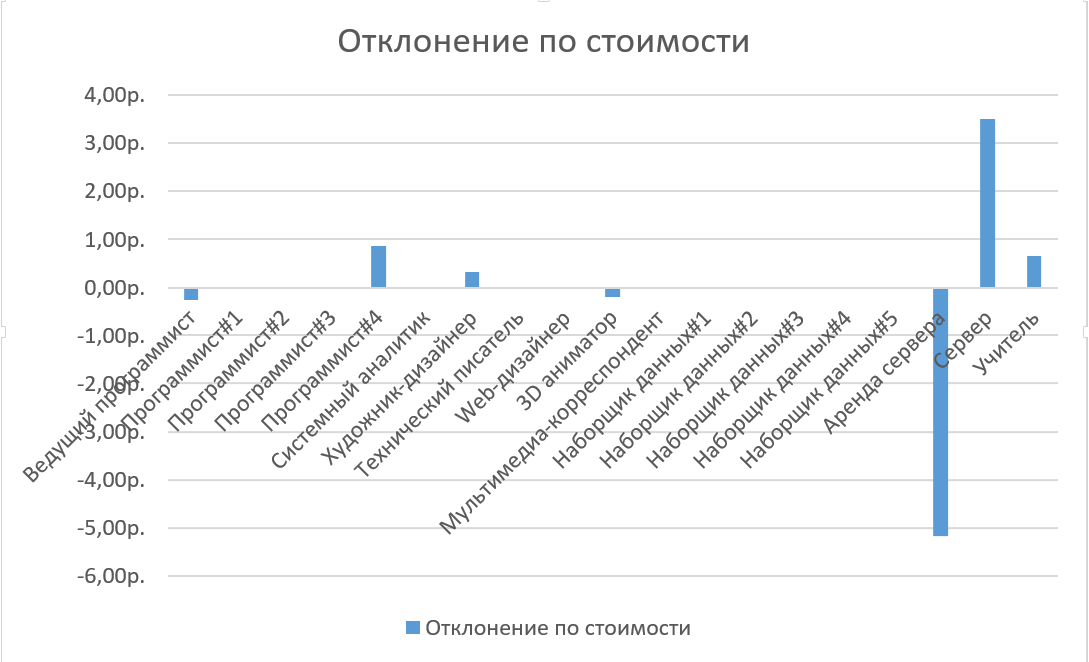 Отклонение по стоимости
4,00р.
3,00р.
2,00р.
1,00р.
0,00р.
-1,00р.
-2,00р.
-3,00р.
-4,00р.
-5,00р.
-6,00р.
Ведущий программист
Программист#1
Программист#2
Программист#3
Программист#4
Системный аналитик
Художник-дизайнер
Технический писатель
Web-дизайнер
3D аниматор
Мультимедиа-корреспондент
Наборщик данных#1
Наборщик данных#2
Наборщик данных#3
Наборщик данных#4
Наборщик данных#5
Аренда сервера
Сервер
Учитель
Отклонение по стоимости